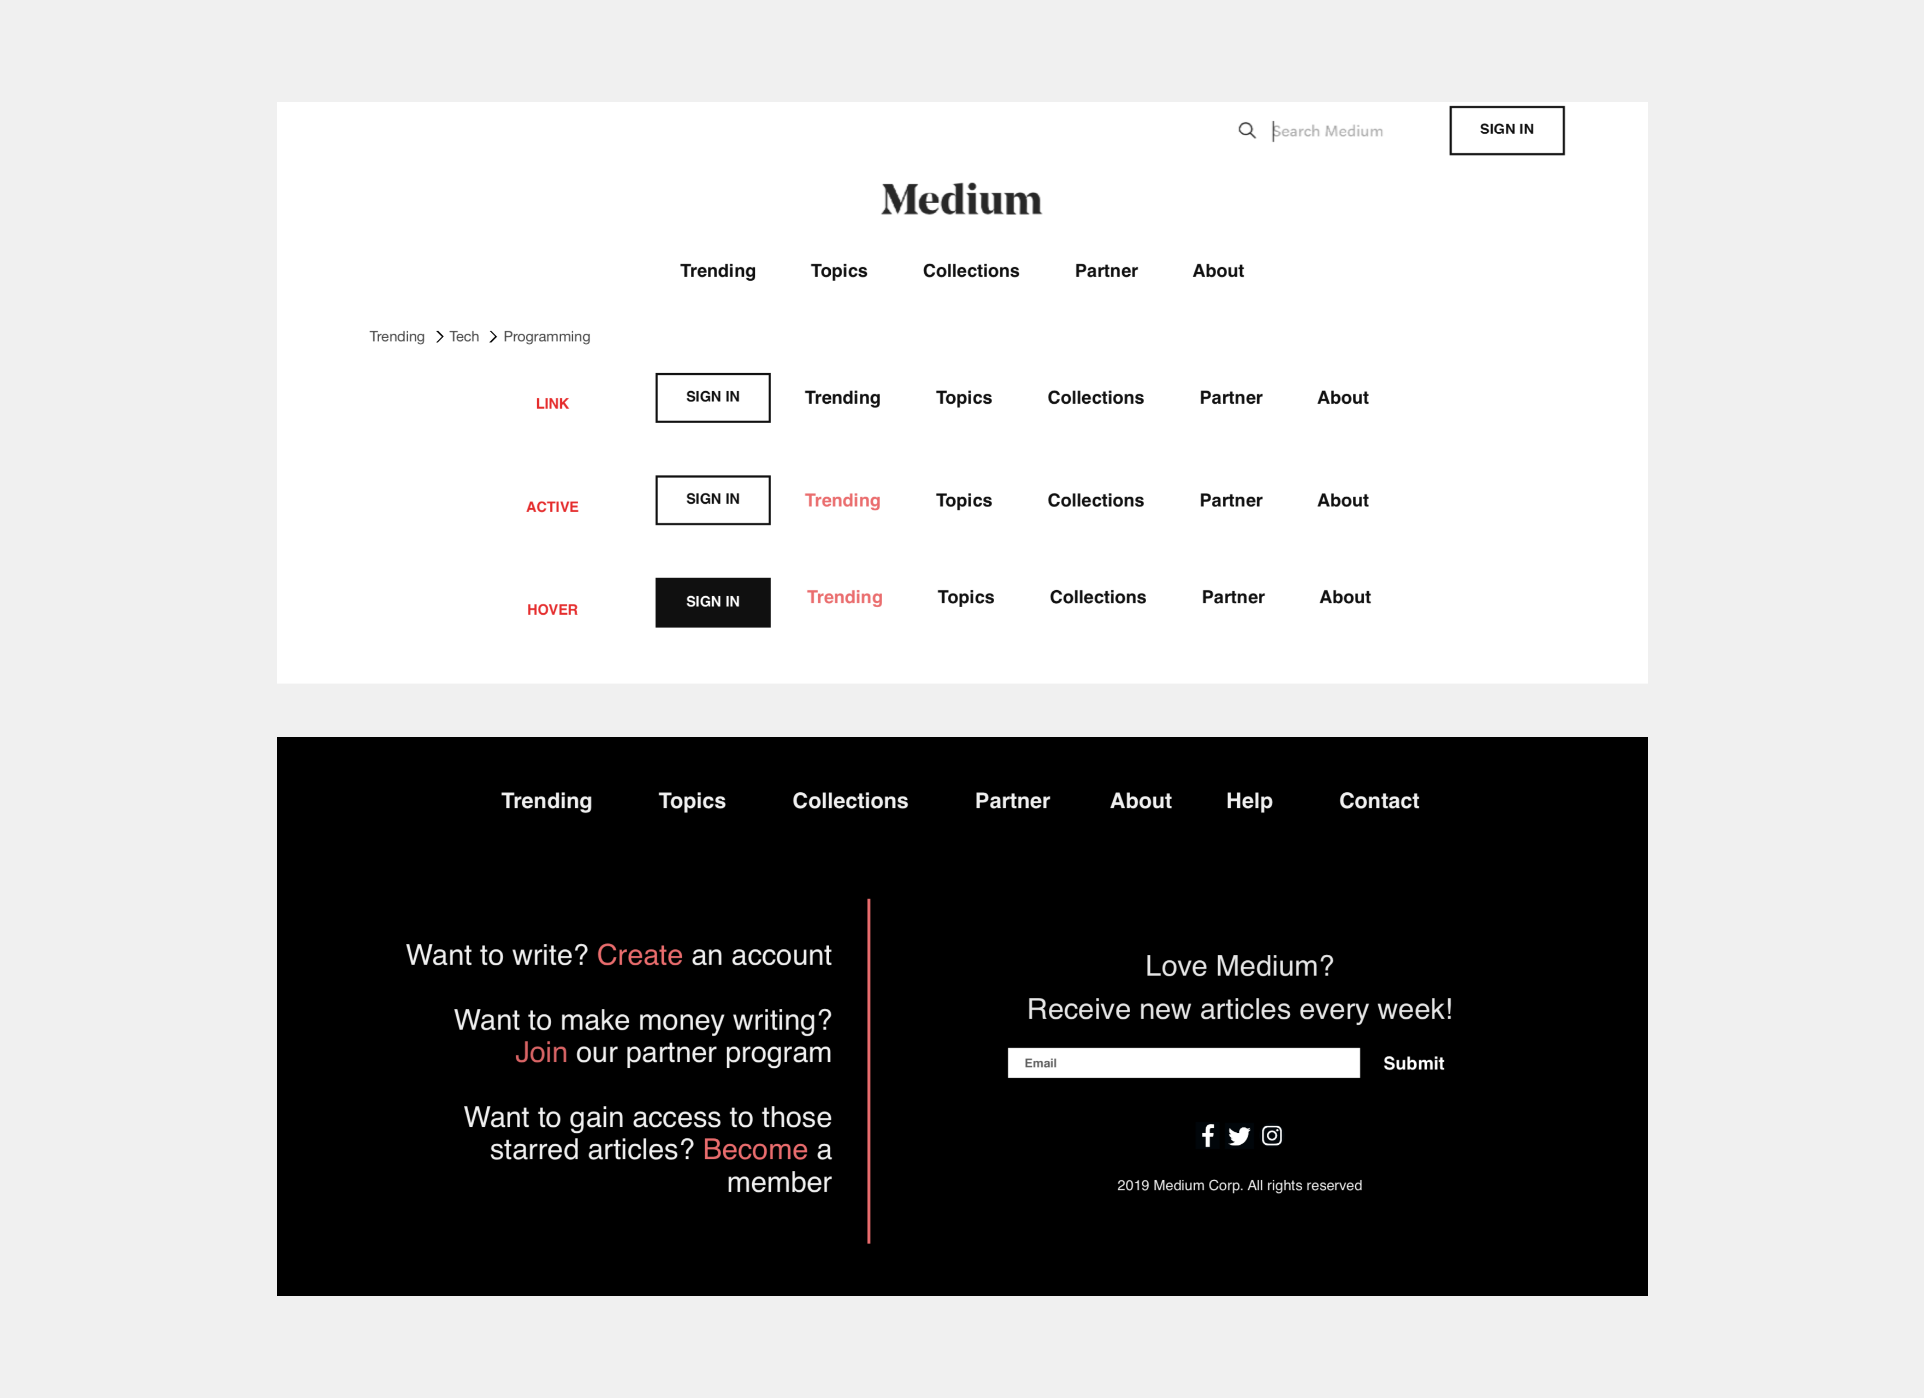 Search Medium SIGN IN
Medium
Trending Topics Collections Partner About
Trending Tech Programming
LINK SIGN IN Trending Topics Collections Partner About
ACTIVE SIGN IN Trending Topics Collections Partner About
HOVER SIGN IN Trending Topics Collections Partner About
Trending Topics Collections Partner About Help Contact
Want to write? Create an account
Want to make money writing?
Join our partner program
Want to gain access to those
starred articles? Become a
member
Love Medium?
Receive new articles every week!
Email Submit
2019 Medium Corp. All rights reserved